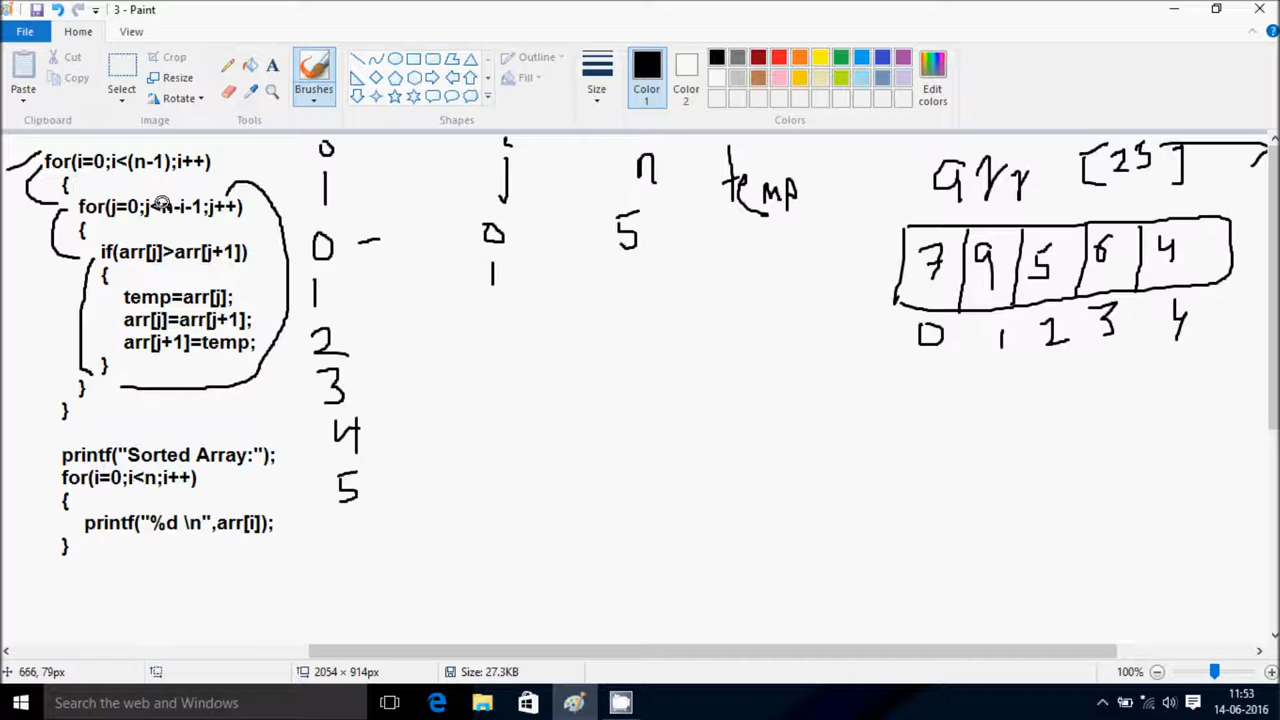 3 - Paint
File Home View
Paste
Cut
Copy
Clipboard
Select
Crop
Resize
Rotate
Image
Tools
Brushes
Shapes
Outline
Fill
Size
Color 1
Color 2
Edit colors
Colors
for(i=0;i<(n-1);i++)
{
for(j=0;j<n-i-1;j++)
{
if(arr[j]>arr[j+1])
{
temp=arr[j];
arr[j]=arr[j+1];
arr[j+1]=temp;
}
}
}
printf("Sorted Array:");
for(i=0;i<n;i++)
{
printf("%d \n",arr[i]);
}
i
0
1
2
3
4
5
j
0
1
n
5
temp
arr [25]
7 9 5 6 4
0 1 2 3 4
666, 79px
2054 × 914px
Size: 27.3KB
100%
Search the web and Windows
11:53
14-06-2016